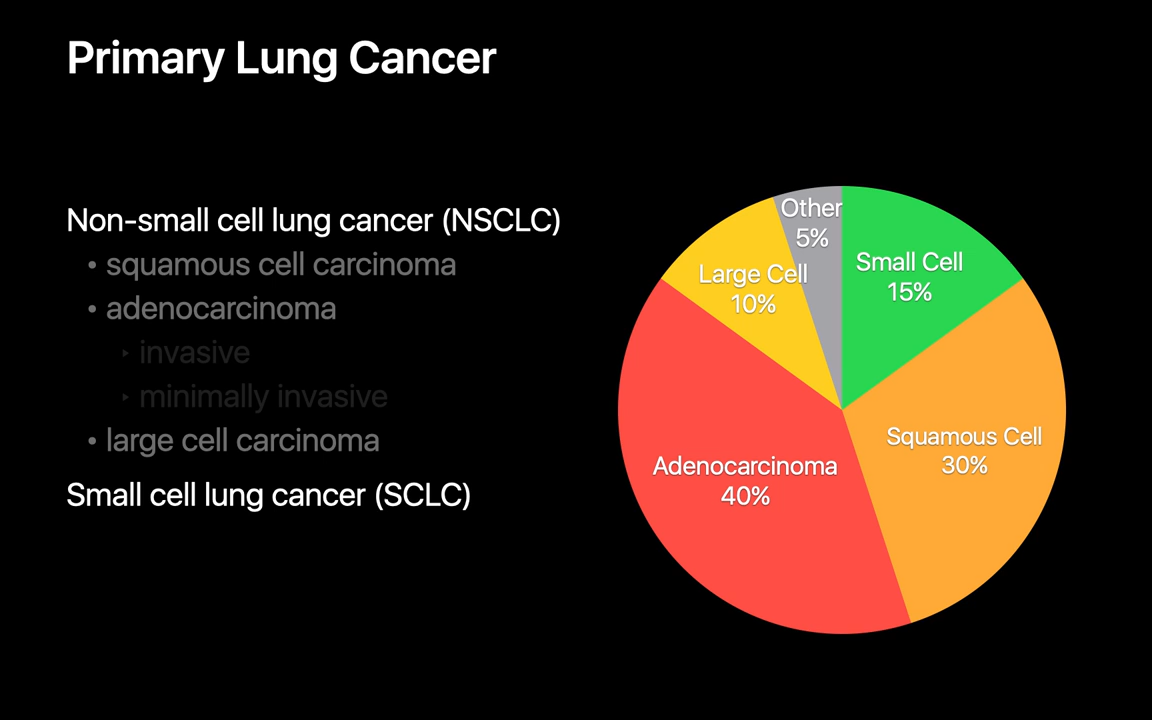 Primary Lung Cancer
Non-small cell lung cancer (NSCLC)
• squamous cell carcinoma
• adenocarcinoma
‣ invasive
‣ minimally invasive
• large cell carcinoma
Small cell lung cancer (SCLC)
Other
5%
Small Cell
15%
Large Cell
10%
Squamous Cell
30%
Adenocarcinoma
40%